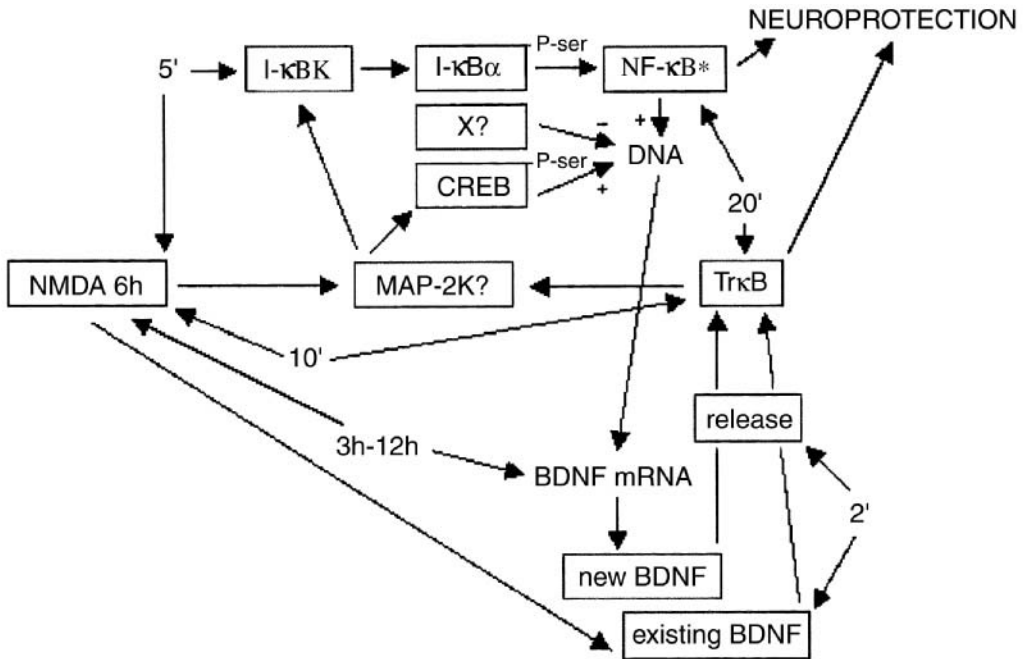 NEUROPROTECTION
P-ser
5'
I-κBK
I-κBα
NF-κB*
X?
–
+
DNA
P-ser
CREB
+
20'
NMDA 6h
MAP-2K?
TrκB
10'
release
3h-12h
BDNF mRNA
2'
new BDNF
existing BDNF